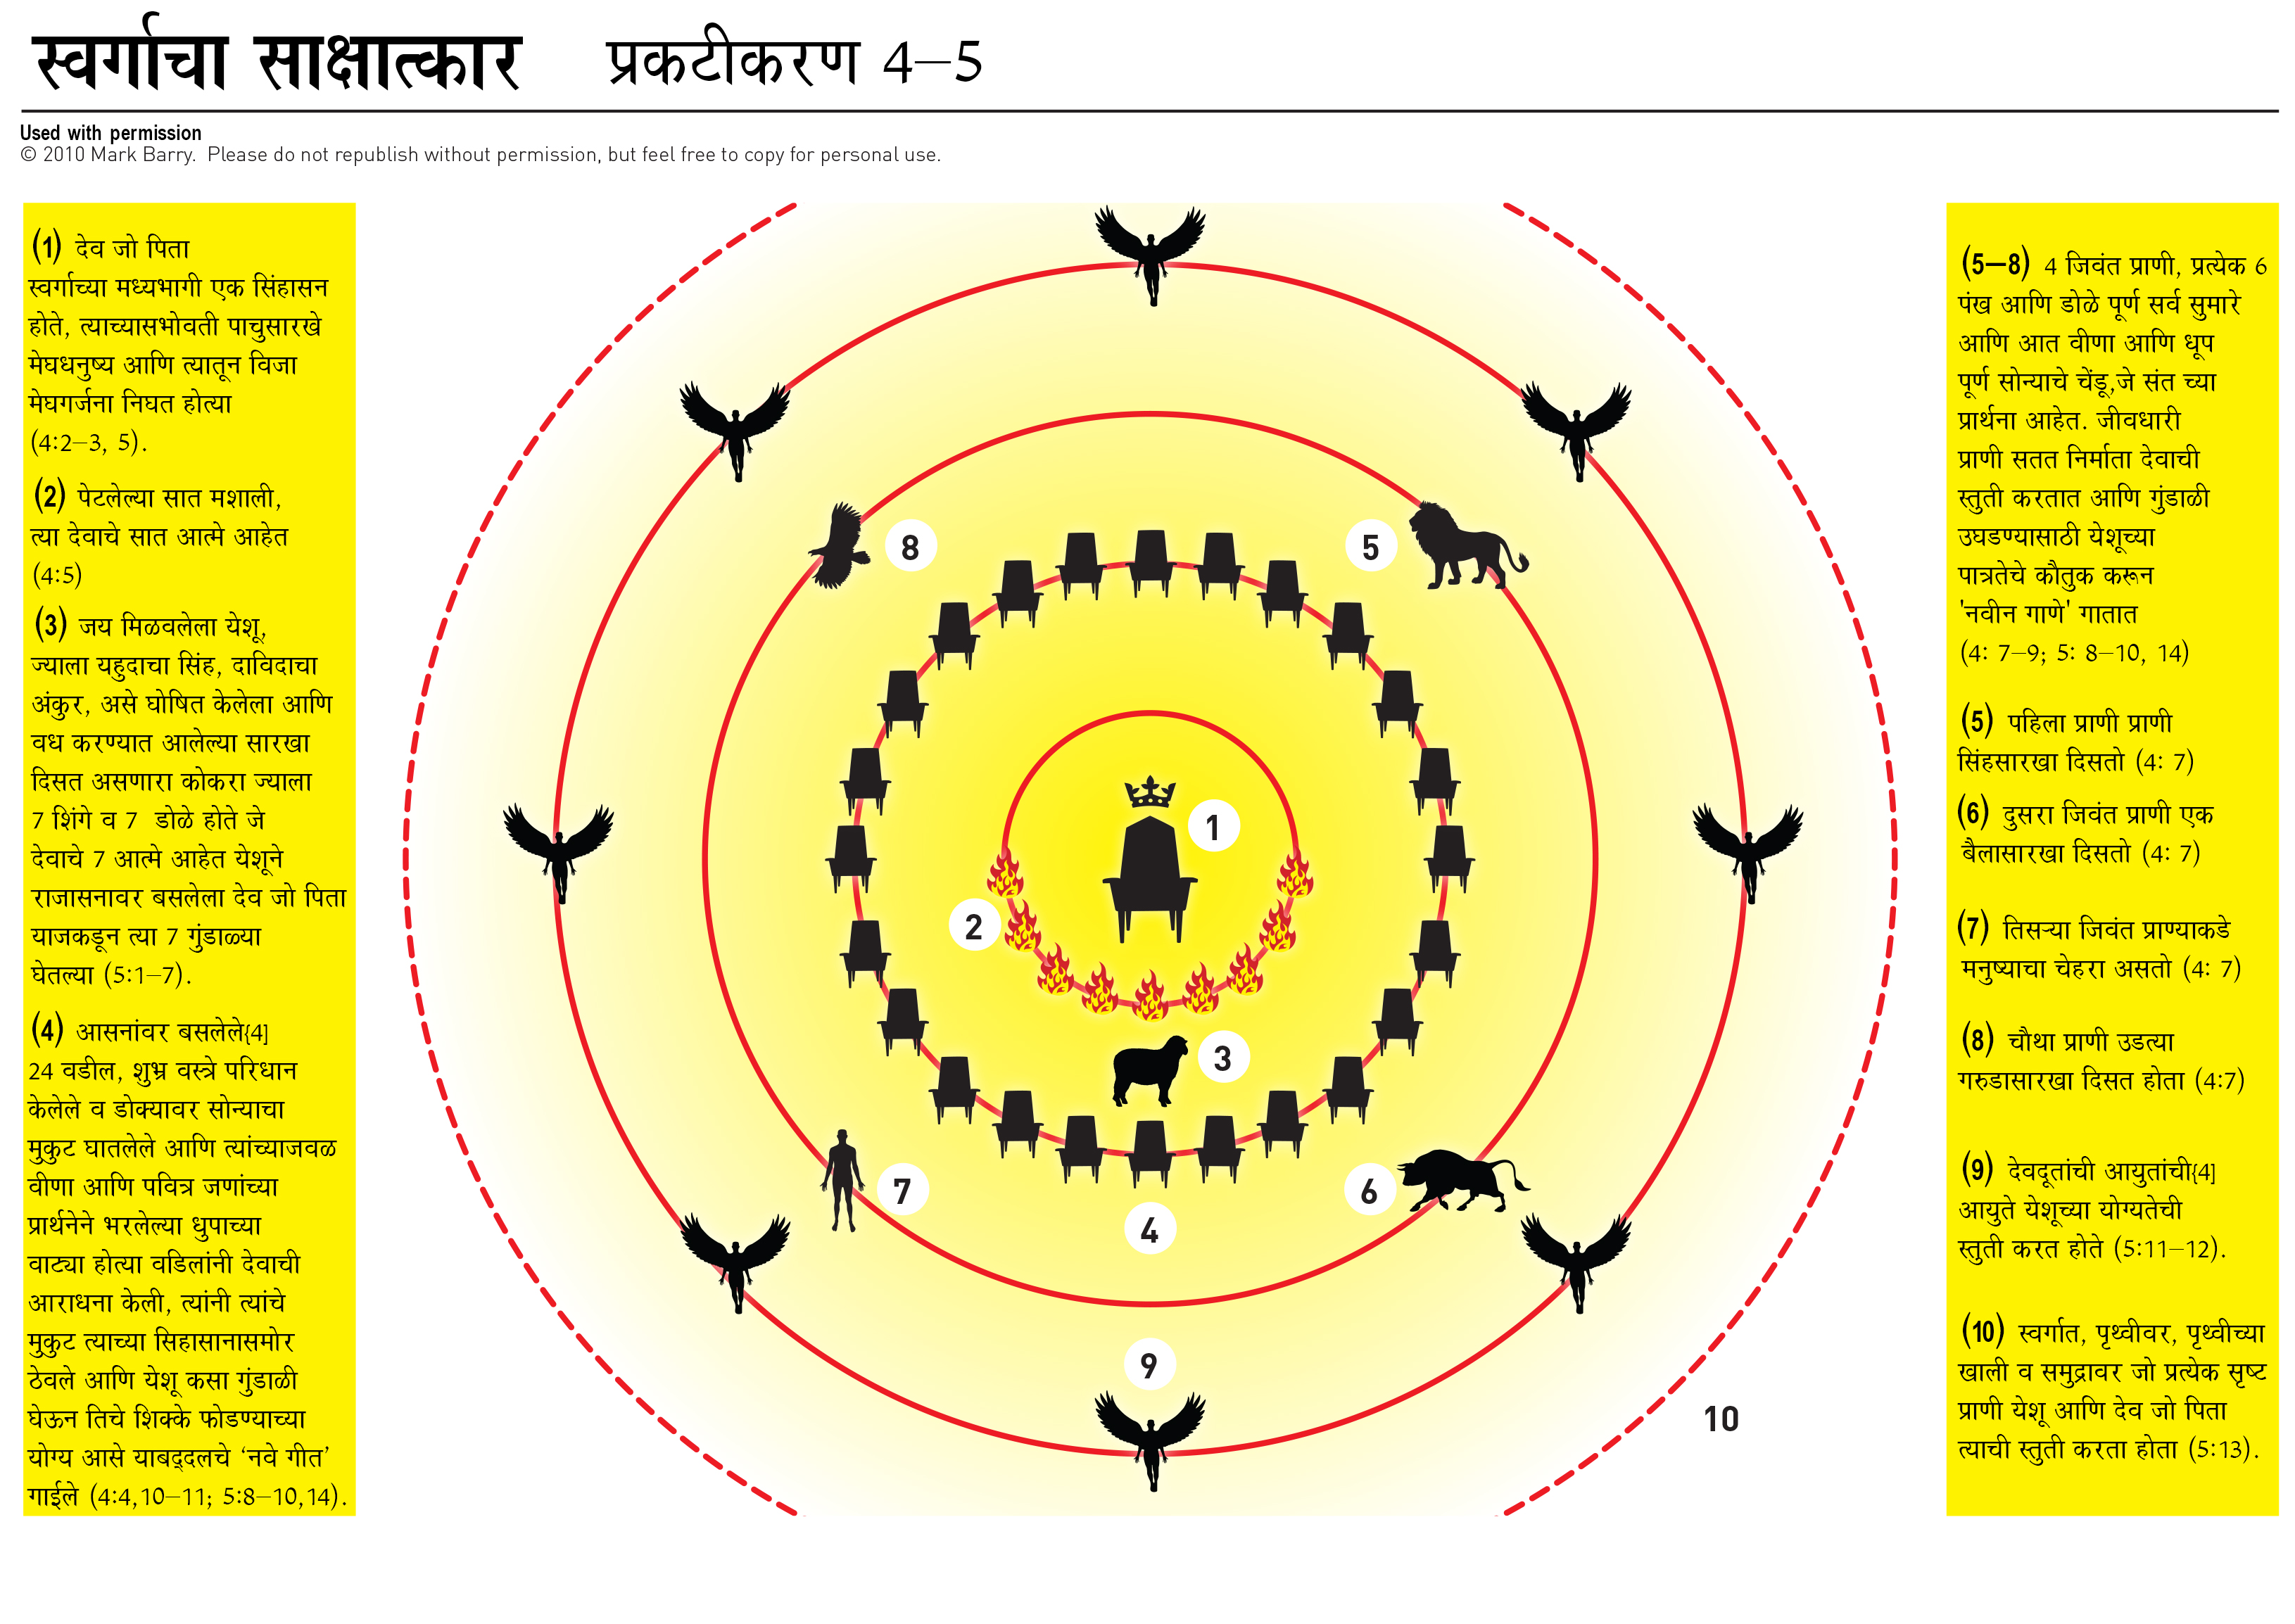 स्वर्गाचा साक्षात्कार प्रकटीकरण 4–5
Used with permission
© 2010 Mark Barry. Please do not republish without permission, but feel free to copy for personal use.
(1) देव जो पिता
स्वर्गाच्या मध्यभागी एक सिंहासन
होते, त्याच्यासभोवती पाचुसारखे
मेघधनुष्य आणि त्यातून विजा
मेघगर्जना निघत होत्या
(4:2–3, 5).
(2) पेटलेल्या सात मशाली,
त्या देवाचे सात आत्मे आहेत
(4:5)
(3) जय मिळवलेला येशू,
ज्याला यहुदाचा सिंह, दाविदाचा
अंकुर, असे घोषित केलेला आणि
वध करण्यात आलेल्या सारखा
दिसत असणारा कोकरा ज्याला
7 शिंगे व 7 डोळे होते जे
देवाचे 7 आत्मे आहेत येशूने
राजासनावर बसलेला देव जो पिता
याजकडून त्या 7 गुंडाळ्या
घेतल्या (5:1–7).
(4) आसनांवर बसलेले{4]
24 वडील, शुभ्र वस्त्रे परिधान
केलेले व डोक्यावर सोन्याचा
मुकुट घातलेले आणि त्यांच्याजवळ
वीणा आणि पवित्र जणांच्या
प्रार्थनेने भरलेल्या धुपाच्या
वाट्या होत्या वडिलांनी देवाची
आराधना केली, त्यांनी त्यांचे
मुकुट त्याच्या सिहासानासमोर
ठेवले आणि येशू कसा गुंडाळी
घेऊन तिचे शिक्के फोडण्याच्या
योग्य आसे याबद्दलचे ‘नवे गीत’
गाईले (4:4,10–11; 5:8–10,14).
8
5
1
2
3
7
6
4
9
10
(5–8) 4 जिवंत प्राणी, प्रत्येक 6
पंख आणि डोळे पूर्ण सर्व सुमारे
आणि आत वीणा आणि धूप
पूर्ण सोन्याचे चेंडू,जे संत च्या
प्रार्थना आहेत. जीवधारी
प्राणी सतत निर्माता देवाची
स्तुती करतात आणि गुंडाळी
उघडण्यासाठी येशूच्या
पात्रतेचे कौतुक करून
'नवीन गाणे' गातात
(4: 7–9; 5: 8–10, 14)
(5) पहिला प्राणी प्राणी
सिंहसारखा दिसतो (4: 7)
(6) दुसरा जिवंत प्राणी एक
बैलासारखा दिसतो (4: 7)
(7) तिसऱ्या जिवंत प्राण्याकडे
मनुष्याचा चेहरा असतो (4: 7)
(8) चौथा प्राणी उडत्या
गरुडासारखा दिसत होता (4:7)
(9) देवदूतांची आयुतांची{4]
आयुते येशूच्या योग्यतेची
स्तुती करत होते (5:11–12).
(10) स्वर्गात, पृथ्वीवर, पृथ्वीच्या
खाली व समुद्रावर जो प्रत्येक सृष्ट
प्राणी येशू आणि देव जो पिता
त्याची स्तुती करता होता (5:13).